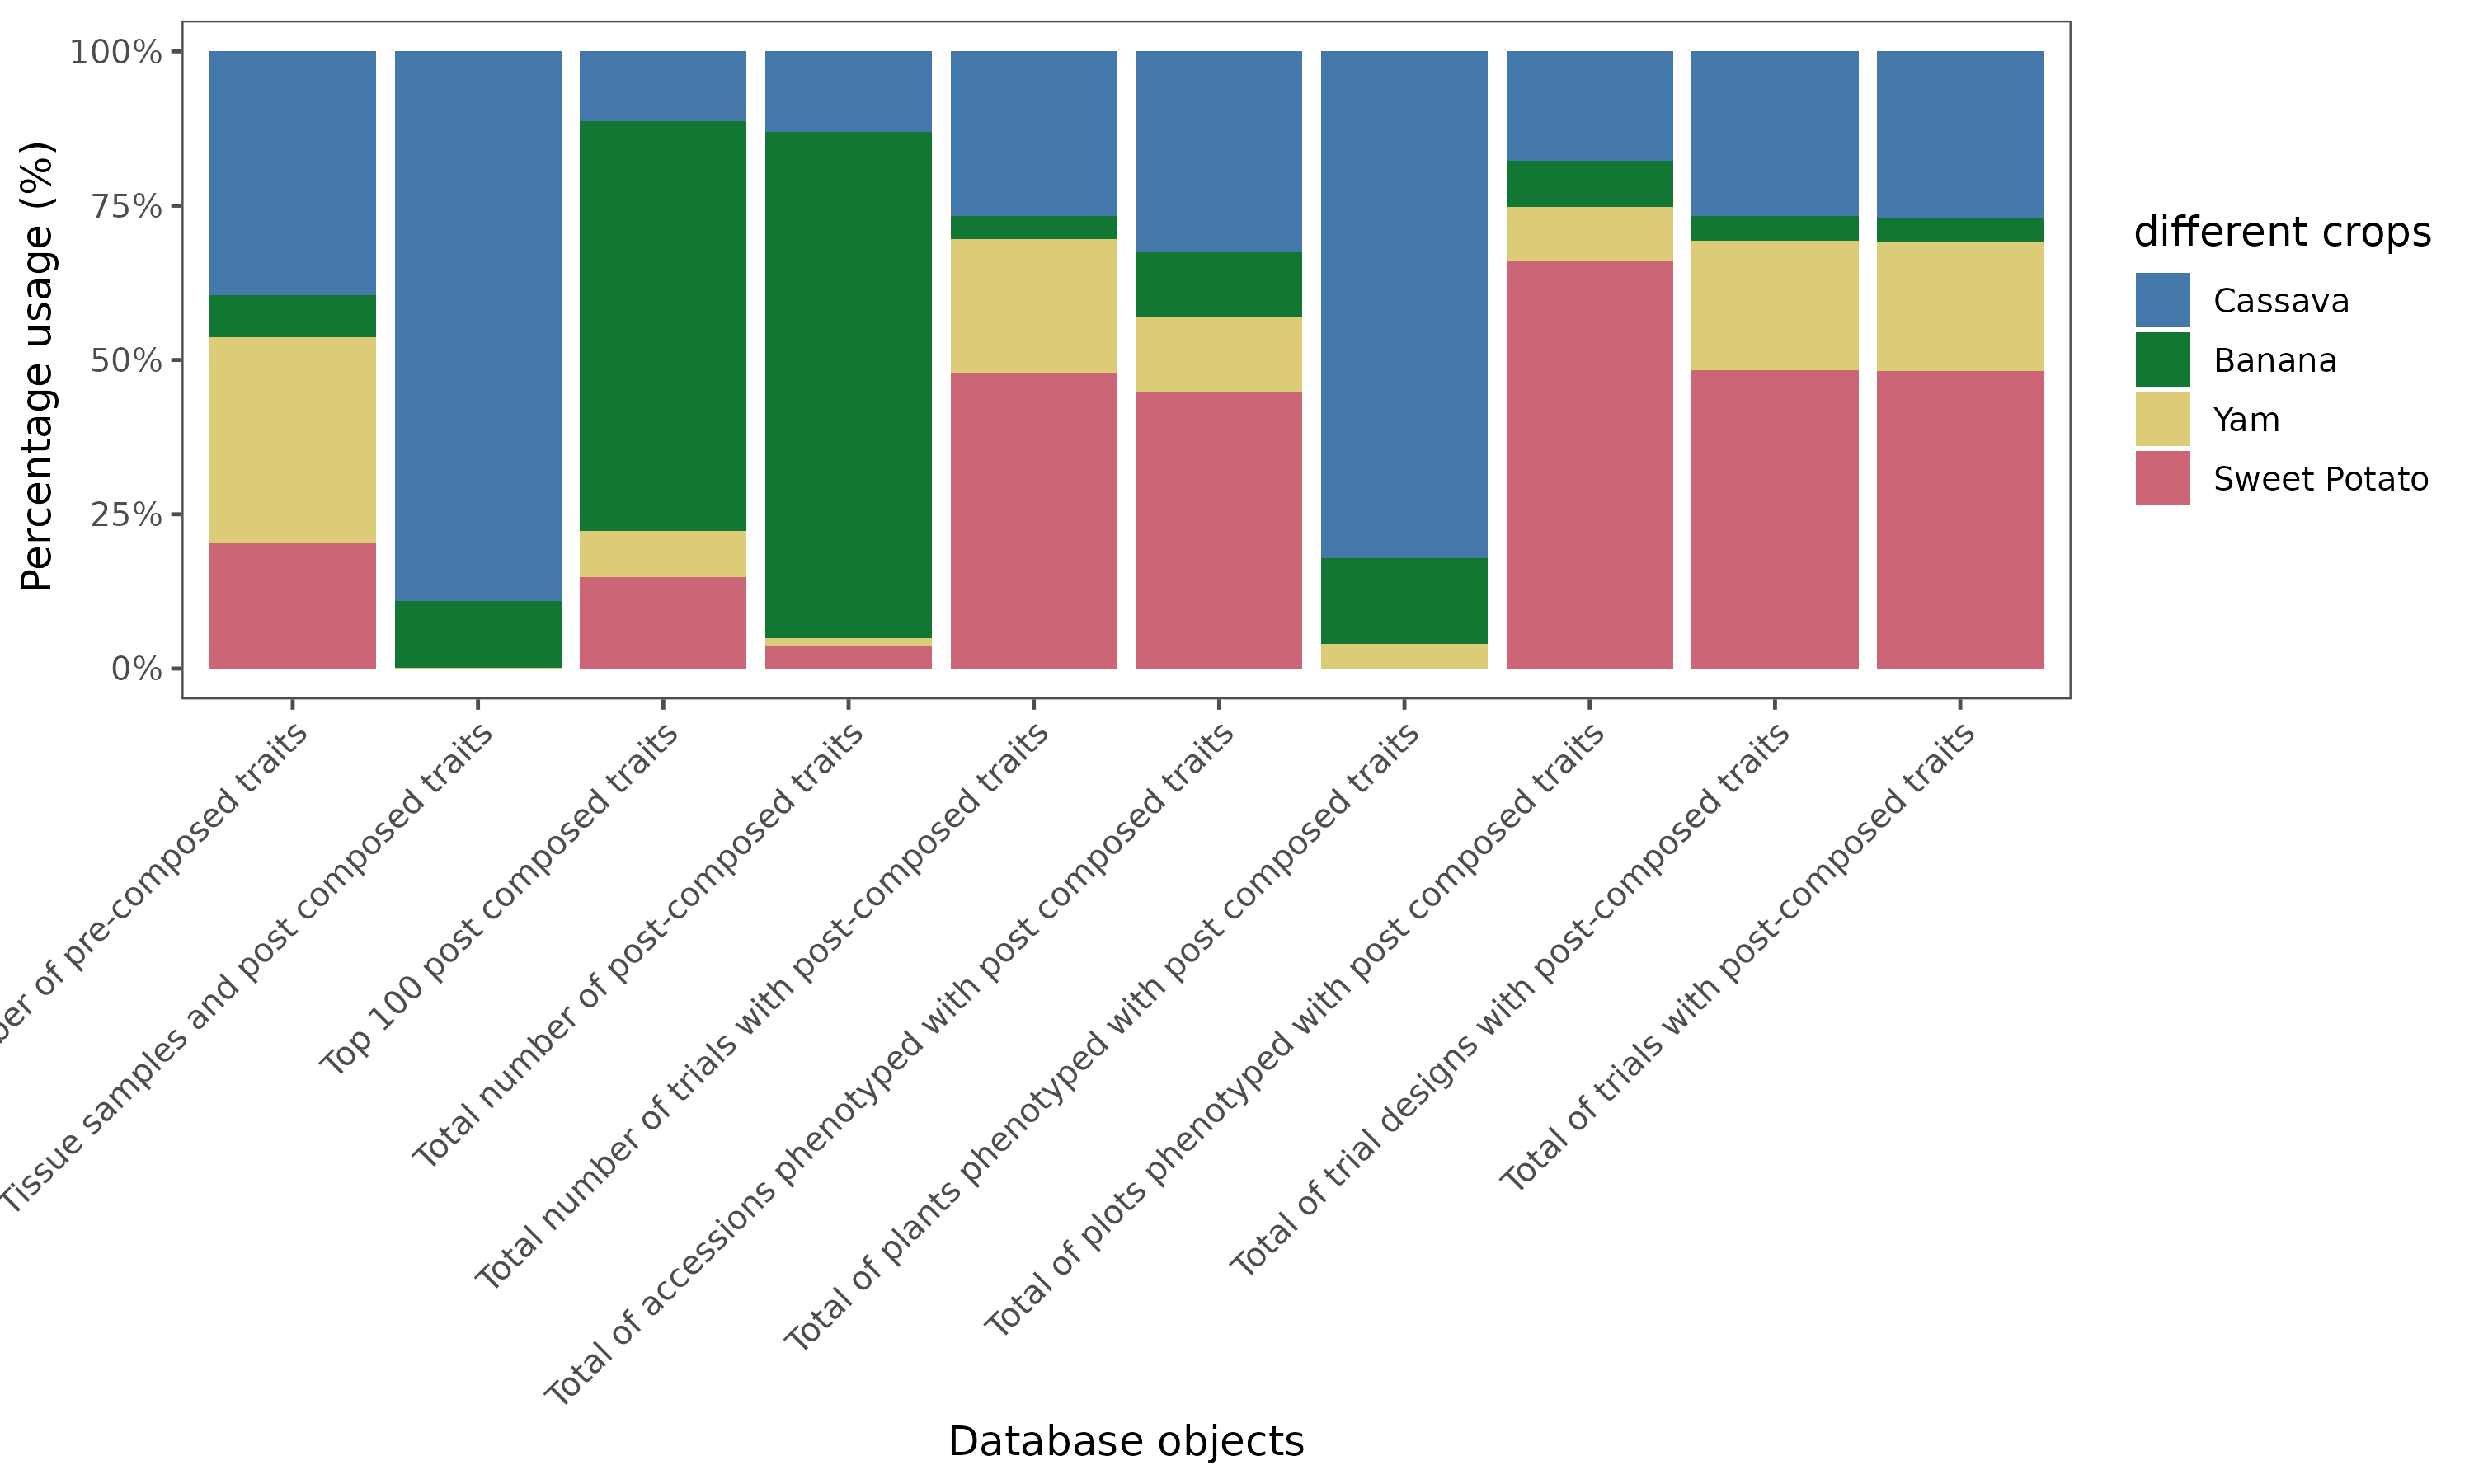 Percentage usage (%)
100%
75%
50%
25%
0%
of pre-composed traits
Tissue samples and post composed traits
Top 100 post composed traits
Total number of post-composed traits
Total number of trials with post-composed traits
Total of accessions phenotyped with post composed traits
Total of plants phenotyped with post composed traits
Total of plots phenotyped with post composed traits
Total of trial designs with post-composed traits
Total of trials with post-composed traits
Database objects
different crops
Cassava
Banana
Yam
Sweet Potato